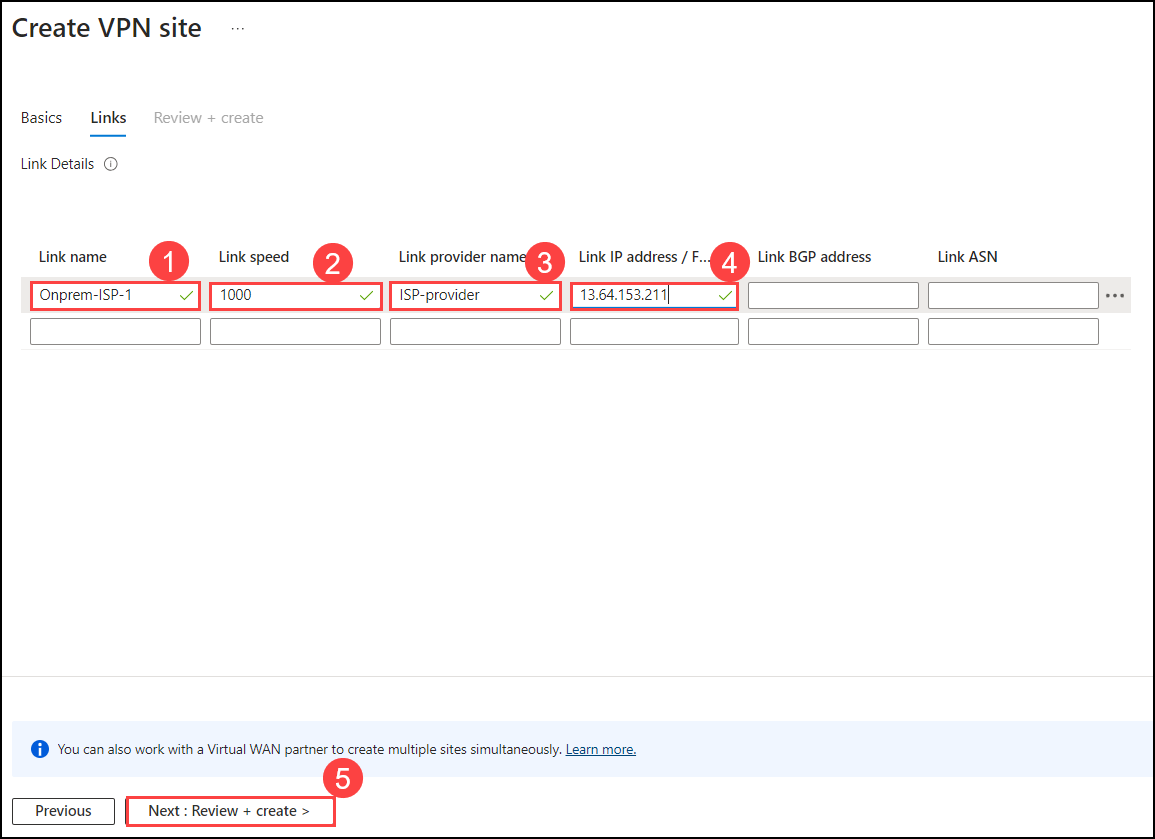 Create VPN site ...
Basics Links Review + create
Link Details
1 2 3 4
Link name Link speed Link provider name Link IP address / F... Link BGP address Link ASN
Onprem-ISP-1 1000 ISP-provider 13.64.153.211
You can also work with a Virtual WAN partner to create multiple sites simultaneously. Learn more.
5
Previous Next : Review + create >